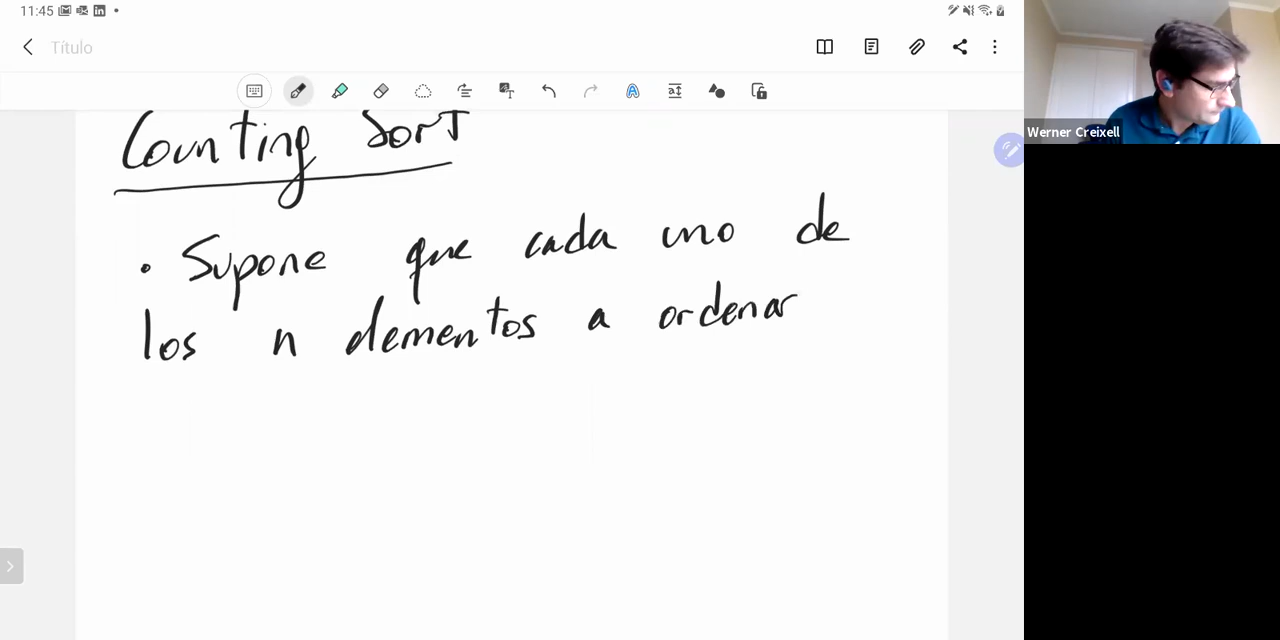 11:45
Título
Counting Sort
• Supone que cada uno de
los n elementos a ordenar
Werner Creixell